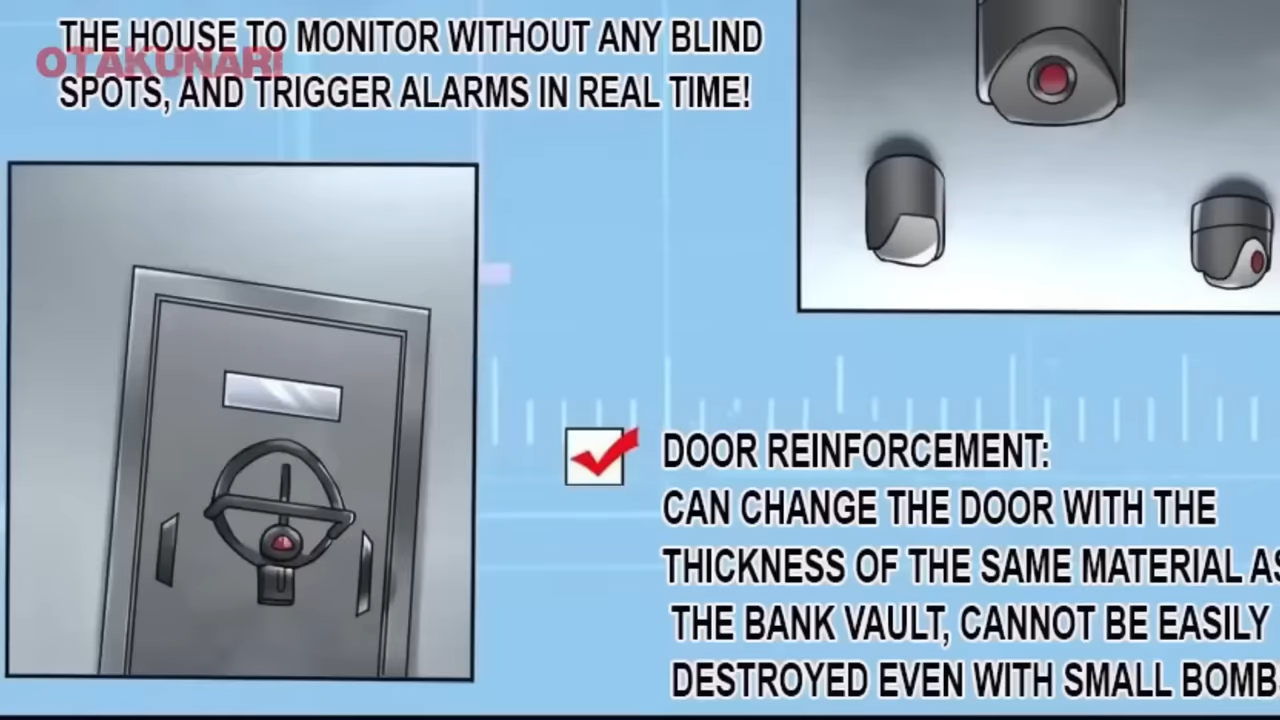 THE HOUSE TO MONITOR WITHOUT ANY BLIND
OTAKUNARI
SPOTS, AND TRIGGER ALARMS IN REAL TIME!
DOOR REINFORCEMENT:
CAN CHANGE THE DOOR WITH THE
THICKNESS OF THE SAME MATERIAL AS
THE BANK VAULT, CANNOT BE EASILY
DESTROYED EVEN WITH SMALL BOMB